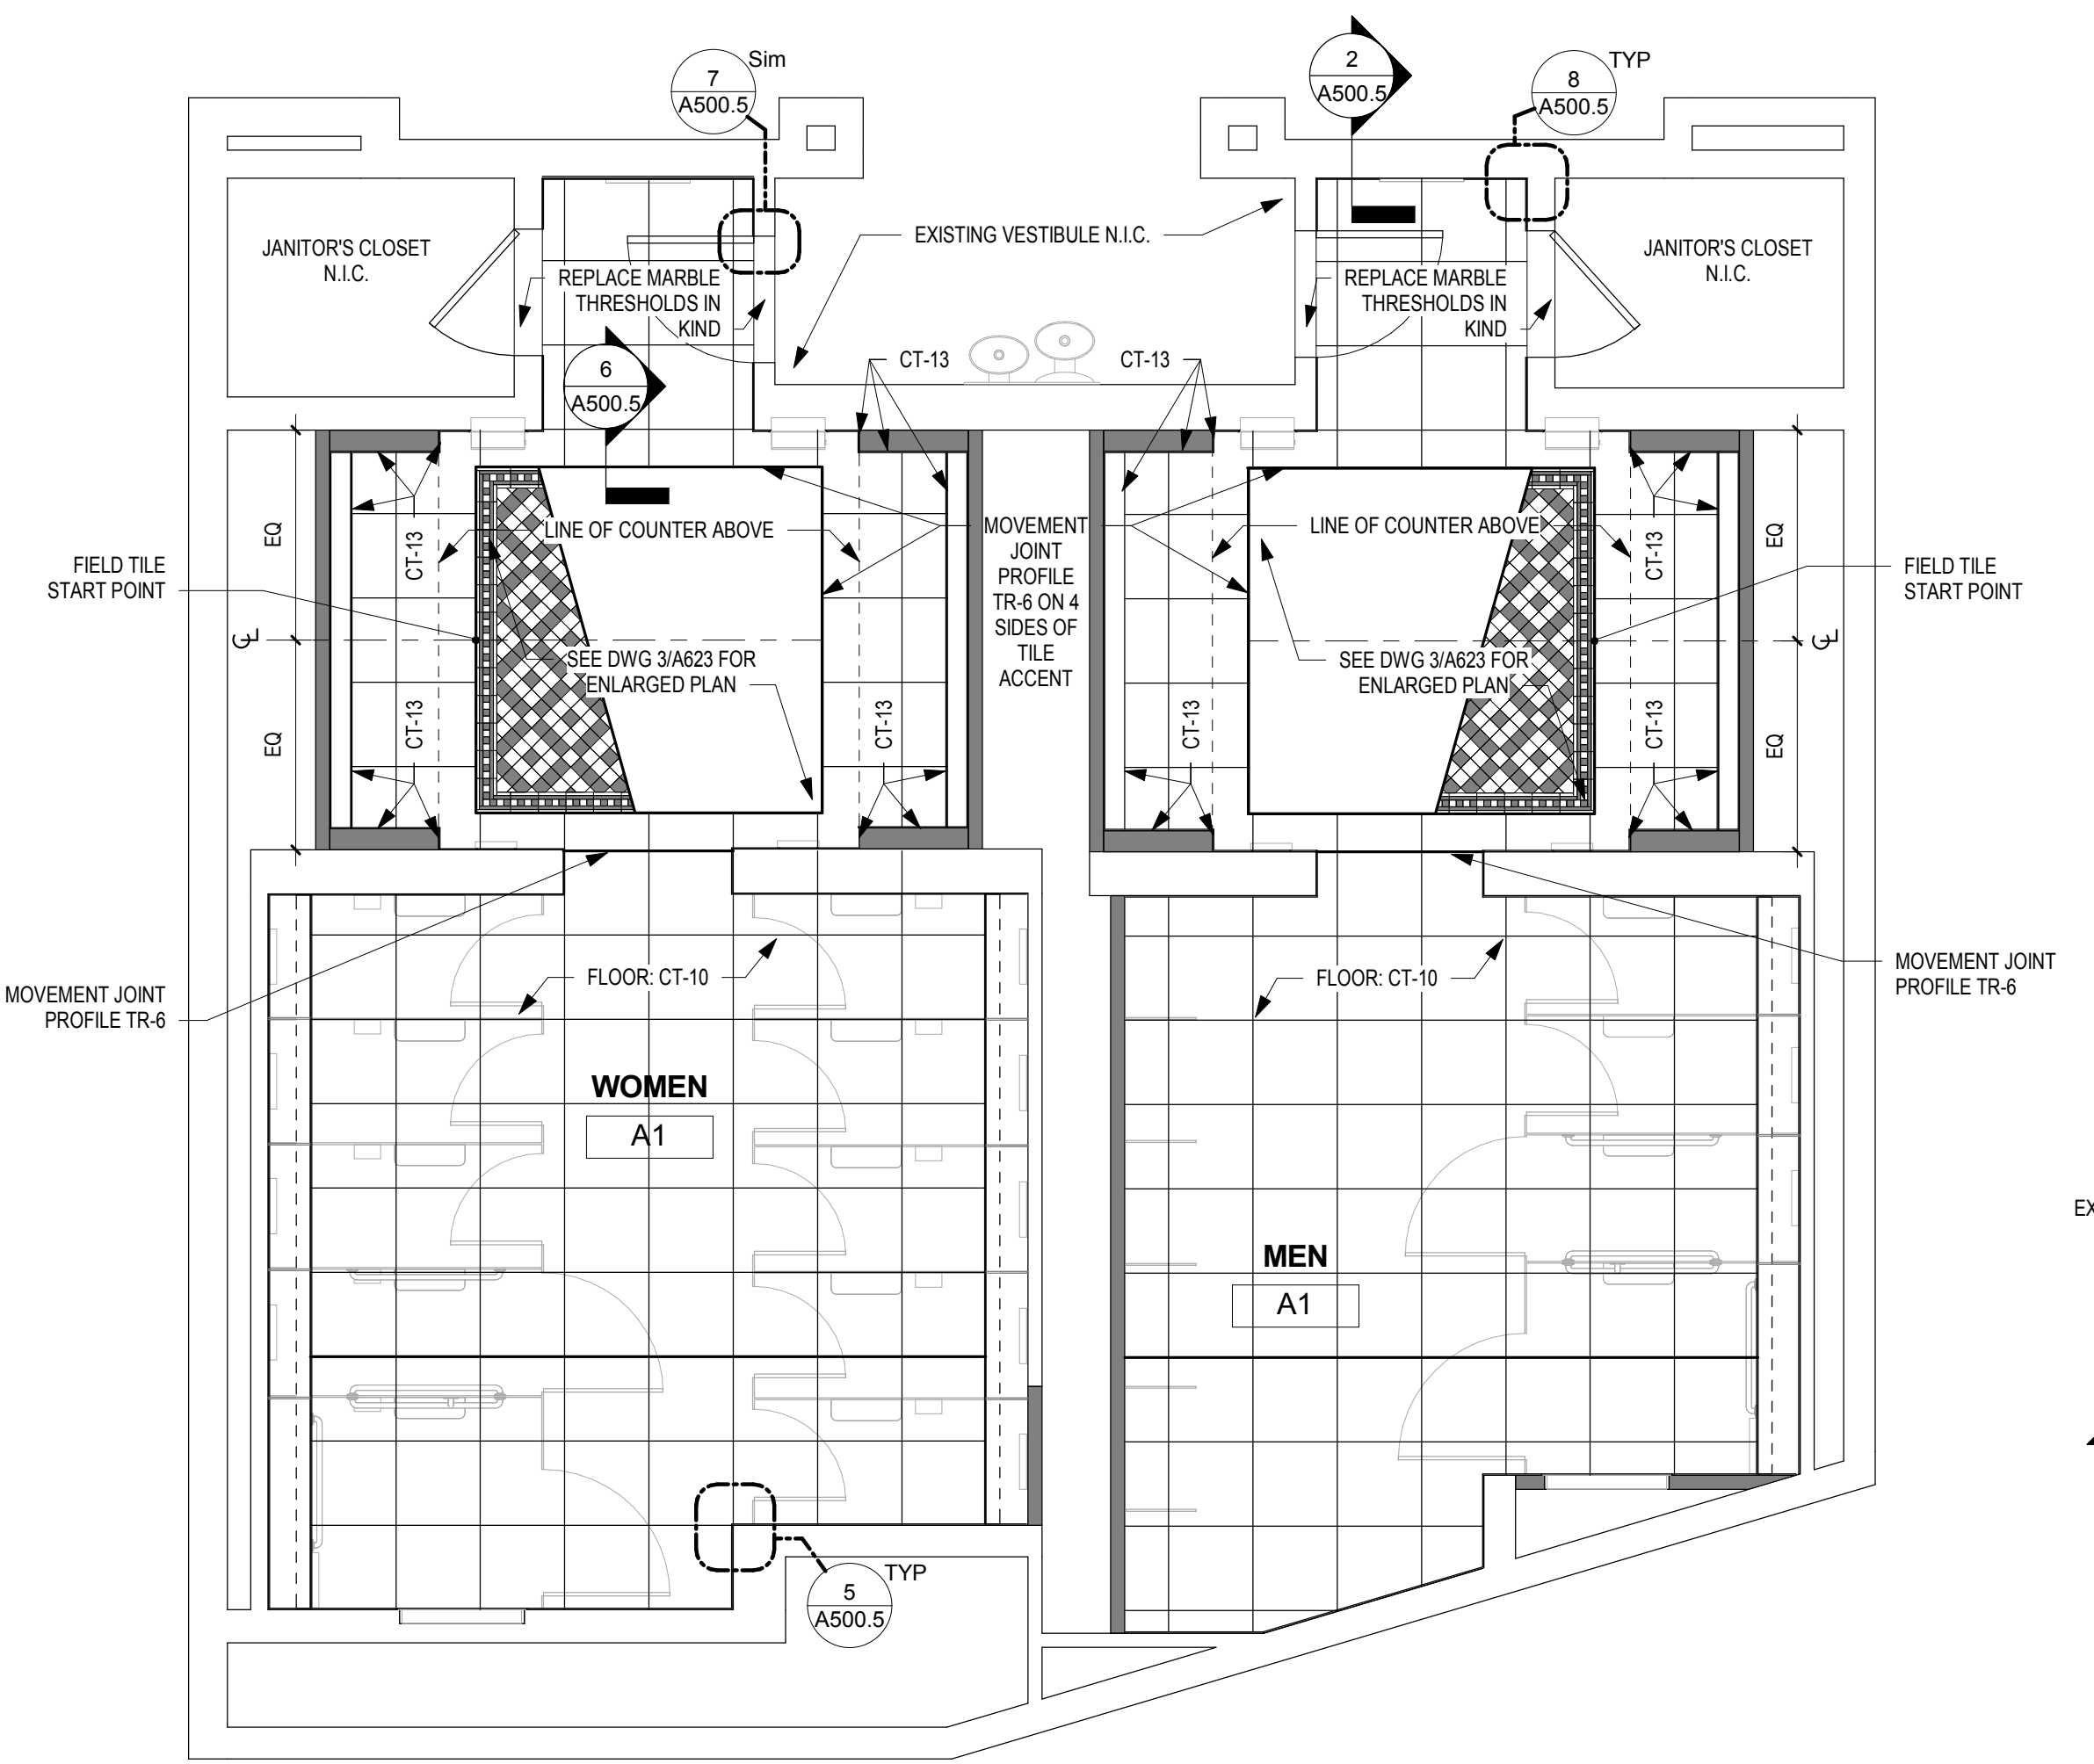 7
A500.5
Sim
2
A500.5
8
A500.5
TYP
JANITOR'S CLOSET
N.I.C.
EXISTING VESTIBULE N.I.C.
JANITOR'S CLOSET
N.I.C.
REPLACE MARBLE
THRESHOLDS IN
KIND
REPLACE MARBLE
THRESHOLDS IN
KIND
6
A500.5
CT-13
CT-13
EQ
CT-13
LINE OF COUNTER ABOVE
MOVEMENT
JOINT
PROFILE
TR-6 ON 4
SIDES OF
TILE
ACCENT
LINE OF COUNTER ABOVE
CT-13
EQ
FIELD TILE
START POINT
FIELD TILE
START POINT
CL
CL
SEE DWG 3/A623 FOR
ENLARGED PLAN
SEE DWG 3/A623 FOR
ENLARGED PLAN
EQ
CT-13
CT-13
CT-13
CT-13
EQ
MOVEMENT JOINT
PROFILE TR-6
FLOOR: CT-10
FLOOR: CT-10
MOVEMENT JOINT
PROFILE TR-6
WOMEN
A1
MEN
A1
EX
5
A500.5
TYP